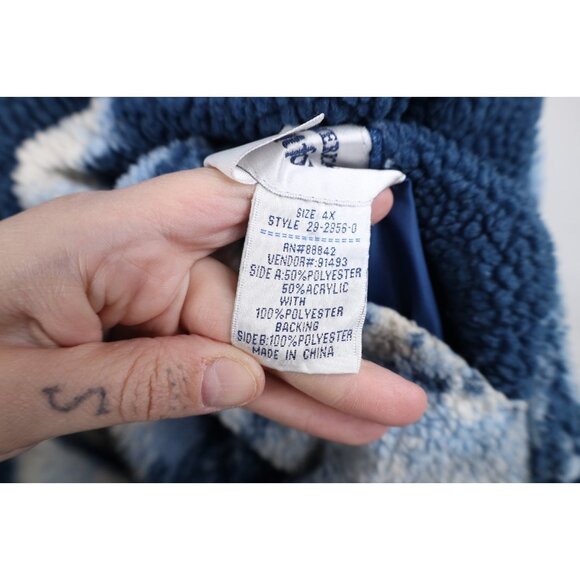 SIZE 4X
STYLE 29-2956-0
RN#88842
VENDOR#:91493
SIDE A:50%POLYESTER
50%ACRYLIC
WITH
100%POLYESTER
BACKING
SIDE B:100%POLYESTER
MADE IN CHINA